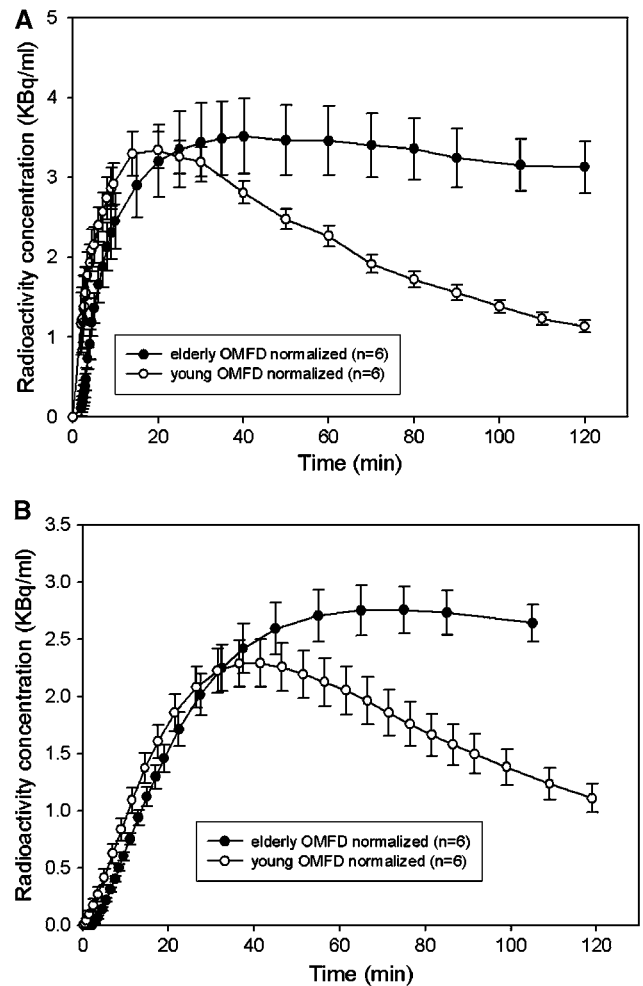 A
Radioactivity concentration (KBq/ml)
5
4
3
2
1
0
elderly OMFD normalized (n=6)
young OMFD normalized (n=6)
0 20 40 60 80 100 120
Time (min)
B
Radioactivity concentration (KBq/ml)
3.5
3.0
2.5
2.0
1.5
1.0
0.5
0.0
elderly OMFD normalized (n=6)
young OMFD normalized (n=6)
0 20 40 60 80 100 120
Time (min)